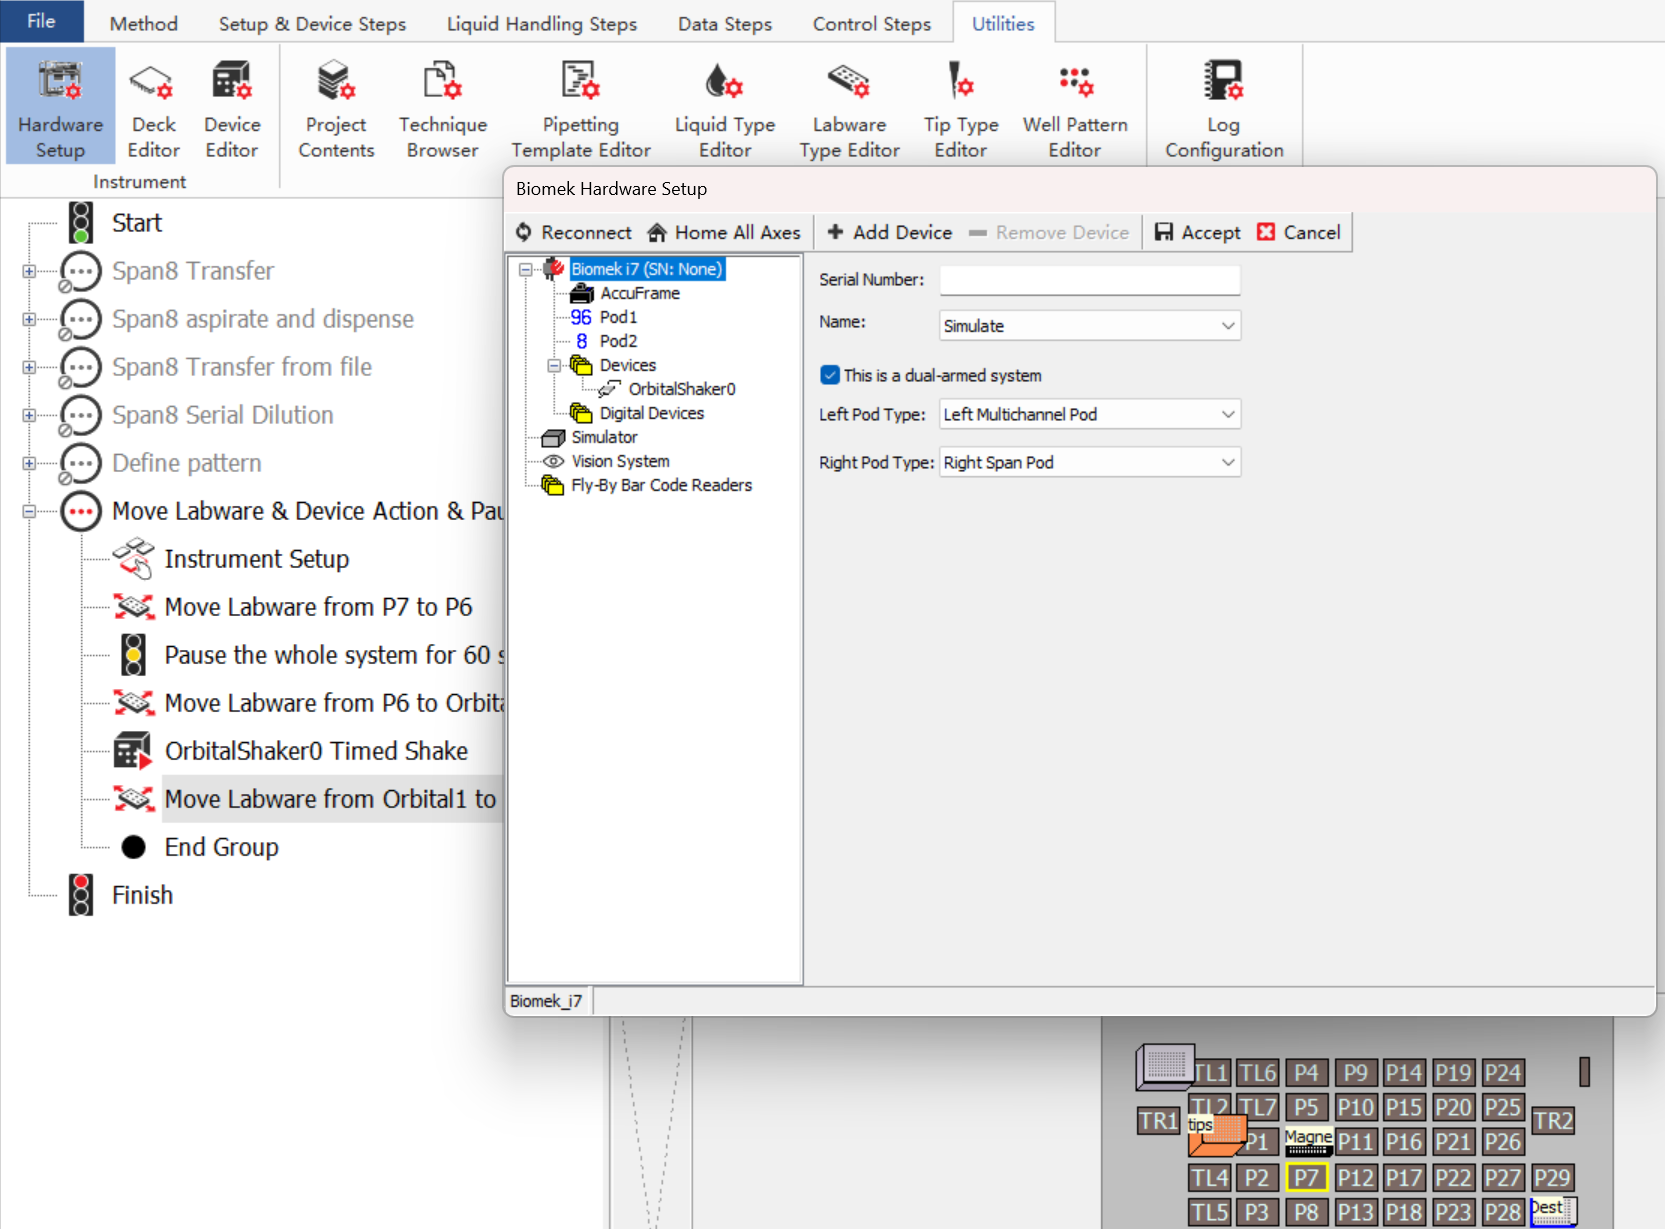 File Method Setup & Device Steps Liquid Handling Steps Data Steps Control Steps Utilities
Hardware Setup
Deck Editor
Device Editor
Project Contents
Technique Browser
Pipetting Template Editor
Liquid Type Editor
Labware Type Editor
Tip Type Editor
Well Pattern Editor
Log Configuration
Instrument
Start
Span8 Transfer
Span8 aspirate and dispense
Span8 Transfer from file
Span8 Serial Dilution
Define pattern
Move Labware & Device Action & Pau
Instrument Setup
Move Labware from P7 to P6
Pause the whole system for 60 s
Move Labware from P6 to Orbita
OrbitalShaker0 Timed Shake
Move Labware from Orbital1 to
End Group
Finish
Biomek Hardware Setup
Reconnect Home All Axes Add Device Remove Device Accept Cancel
Biomek i7 (SN: None)
AccuFrame
96 Pod1
8 Pod2
Devices
OrbitalShaker0
Digital Devices
Simulator
Vision System
Fly-By Bar Code Readers
Serial Number:
Name: Simulate
This is a dual-armed system
Left Pod Type: Left Multichannel Pod
Right Pod Type: Right Span Pod
Biomek_i7
TL1 TL6 P4 P9 P14 P19 P24
TL2 TL7 P5 P10 P15 P20 P25
TR1 tips TR2
P1 Magne P11 P16 P21 P26
TL4 P2 P7 P12 P17 P22 P27 P29
TL5 P3 P8 P13 P18 P23 P28 Dest